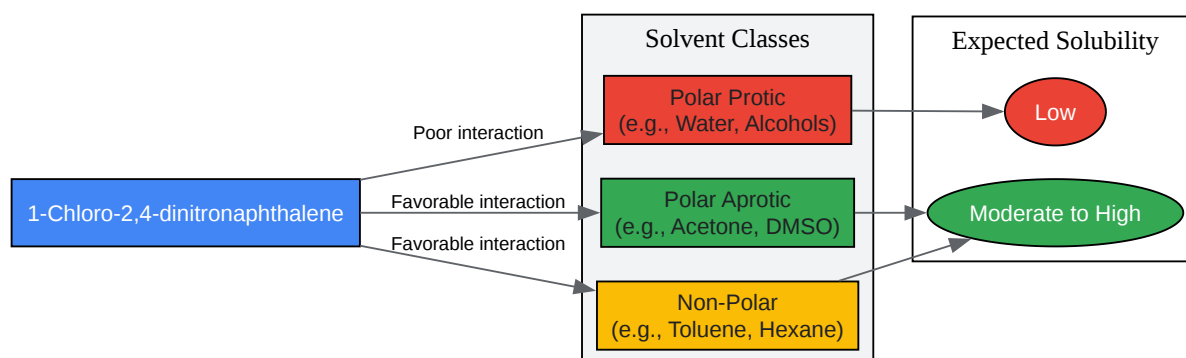 Solvent Classes
Expected Solubility
Polar Protic
(e.g., Water, Alcohols)
Low
Poor interaction
1-Chloro-2,4-dinitronaphthalene
Favorable interaction
Polar Aprotic
(e.g., Acetone, DMSO)
Moderate to High
Favorable interaction
Non-Polar
(e.g., Toluene, Hexane)